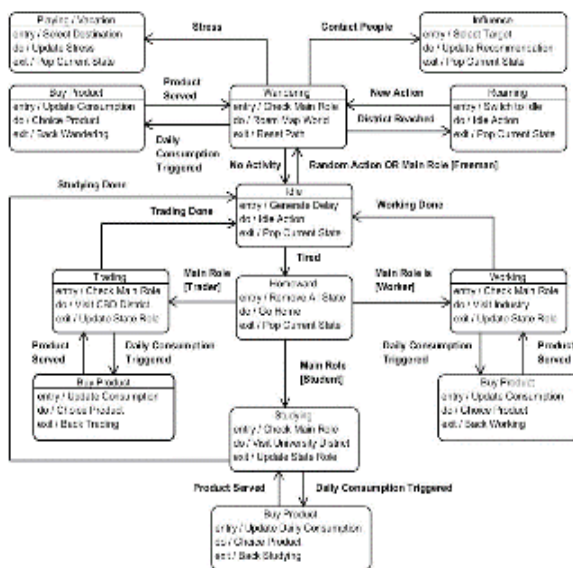 Playing / Vacation
entry / Select Destination
do / Update Stress
exit / Pop Current State
Stress
Contact People
Influence
entry / Select Target
do / Update Recommendation
exit / Pop Current State
Buy Product
entry / Update Consumption
do / Choice Product
exit / Back Wandering
Product
Served
Daily
Consumption
Triggered
Wandering
entry / Check Main Role
do / Roam Map World
exit / Reset Path
New Action
District Reached
Roaming
entry / Switch to Idle
do / Idle Action
exit / Pop Current State
No Activity
Random Action OR Main Role [Freeman]
Studying Done
Trading Done
Idle
entry / Generate Delay
do / Idle Action
exit / Pop Current State
Working Done
Tired
Trading
entry / Check Main Role
do / Visit CBD District
exit / Update State Role
Main Role
[Trader]
Homeward
entry / Remove All State
do / Go Home
exit / Pop Current State
Main Role is
[Worker]
Working
entry / Check Main Role
do / Visit Industry
exit / Update State Role
Product
Served
Daily Consumption
Triggered
Main Role
[Student]
Daily Consumption
Triggered
Product
Served
Buy Product
entry / Update Consumption
do / Choice Product
exit / Back Trading
Buy Product
entry / Update Consumption
do / Choice Product
exit / Back Working
Studying
entry / Check Main Role
do / Visit University District
exit / Update State Role
Product Served
Daily Consumption Triggered
Buy Product
entry / Update Daily Consumption
do / Choice Product
exit / Back Studying